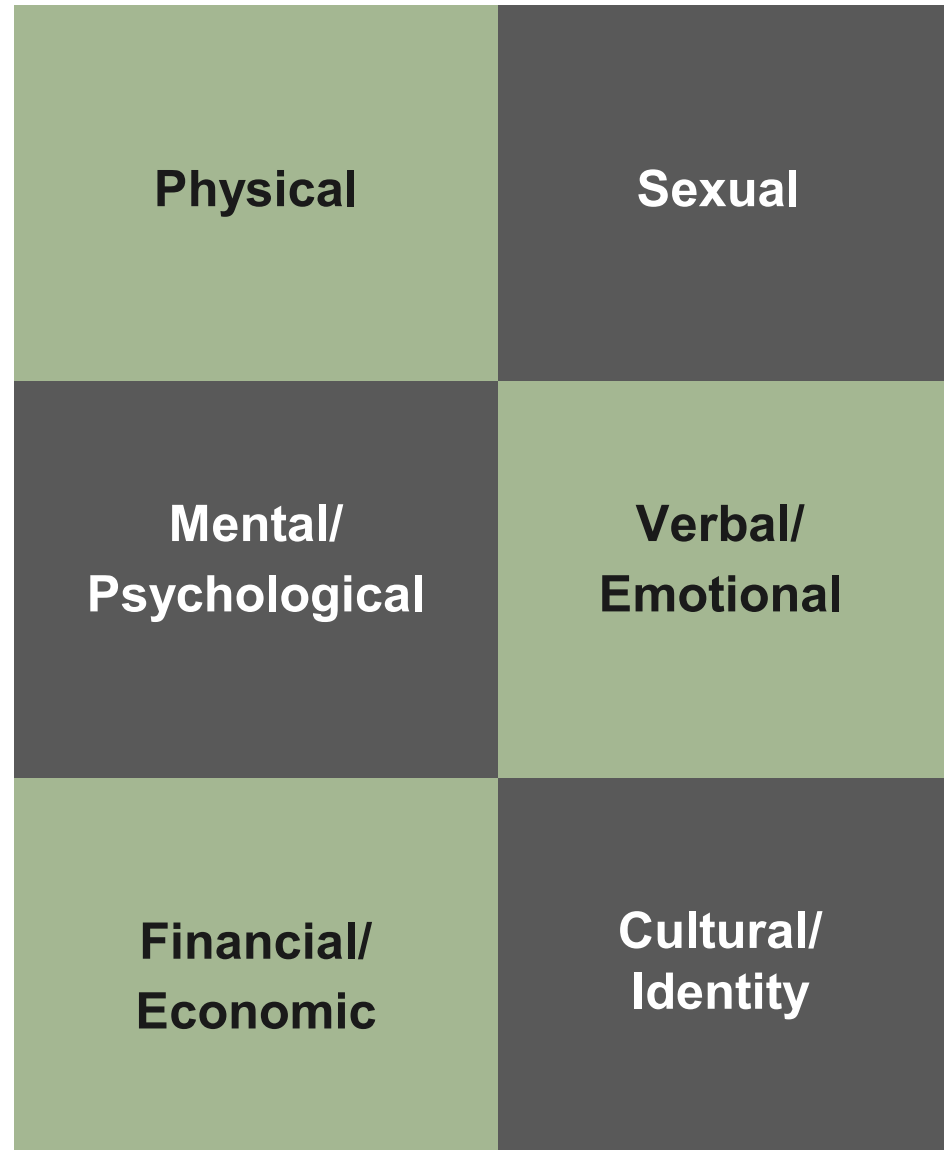 Physical
Sexual
Mental/
Psychological
Verbal/
Emotional
Financial/
Economic
Cultural/
Identity